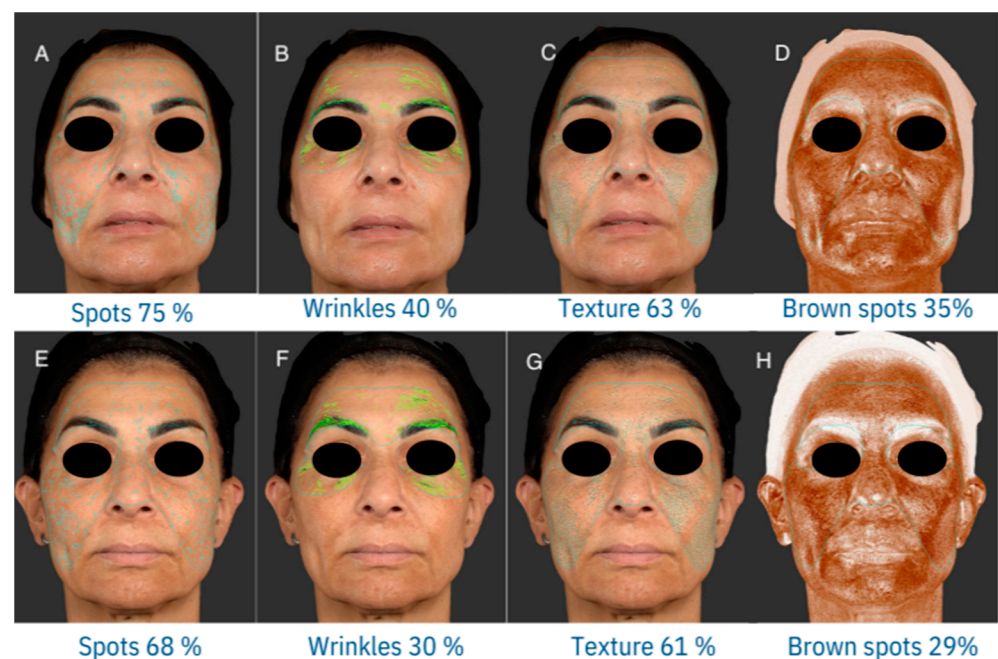 A
B
C
D
Spots 75 %
Wrinkles 40 %
Texture 63 %
Brown spots 35%
E
F
G
H
Spots 68 %
Wrinkles 30 %
Texture 61 %
Brown spots 29%